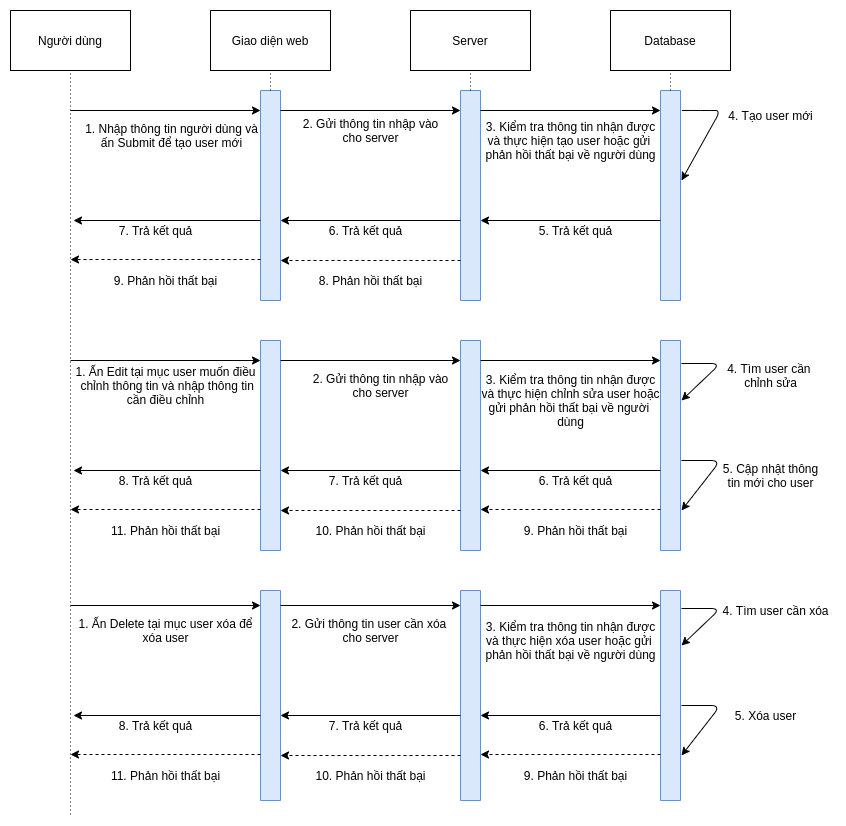 Người dùng
Giao diện web
Server
Database
1. Nhập thông tin người dùng và
ấn Submit để tạo user mới
2. Gửi thông tin nhập vào
cho server
3. Kiểm tra thông tin nhận được
và thực hiện tạo user hoặc gửi
phản hồi thất bại về người dùng
4. Tạo user mới
7. Trả kết quả
6. Trả kết quả
5. Trả kết quả
9. Phản hồi thất bại
8. Phản hồi thất bại
1. Ấn Edit tại mục user muốn điều
chỉnh thông tin và nhập thông tin
cần điều chỉnh
2. Gửi thông tin nhập vào
cho server
3. Kiểm tra thông tin nhận được
và thực hiện chỉnh sửa user hoặc
gửi phản hồi thất bại về người
dùng
4. Tìm user cần
chỉnh sửa
8. Trả kết quả
7. Trả kết quả
6. Trả kết quả
5. Cập nhật thông
tin mới cho user
11. Phản hồi thất bại
10. Phản hồi thất bại
9. Phản hồi thất bại
1. Ấn Delete tại mục user xóa để
xóa user
2. Gửi thông tin user cần xóa
cho server
3. Kiểm tra thông tin nhận được
và thực hiện xóa user hoặc gửi
phản hồi thất bại về người dùng
4. Tìm user cần xóa
8. Trả kết quả
7. Trả kết quả
6. Trả kết quả
5. Xóa user
11. Phản hồi thất bại
10. Phản hồi thất bại
9. Phản hồi thất bại